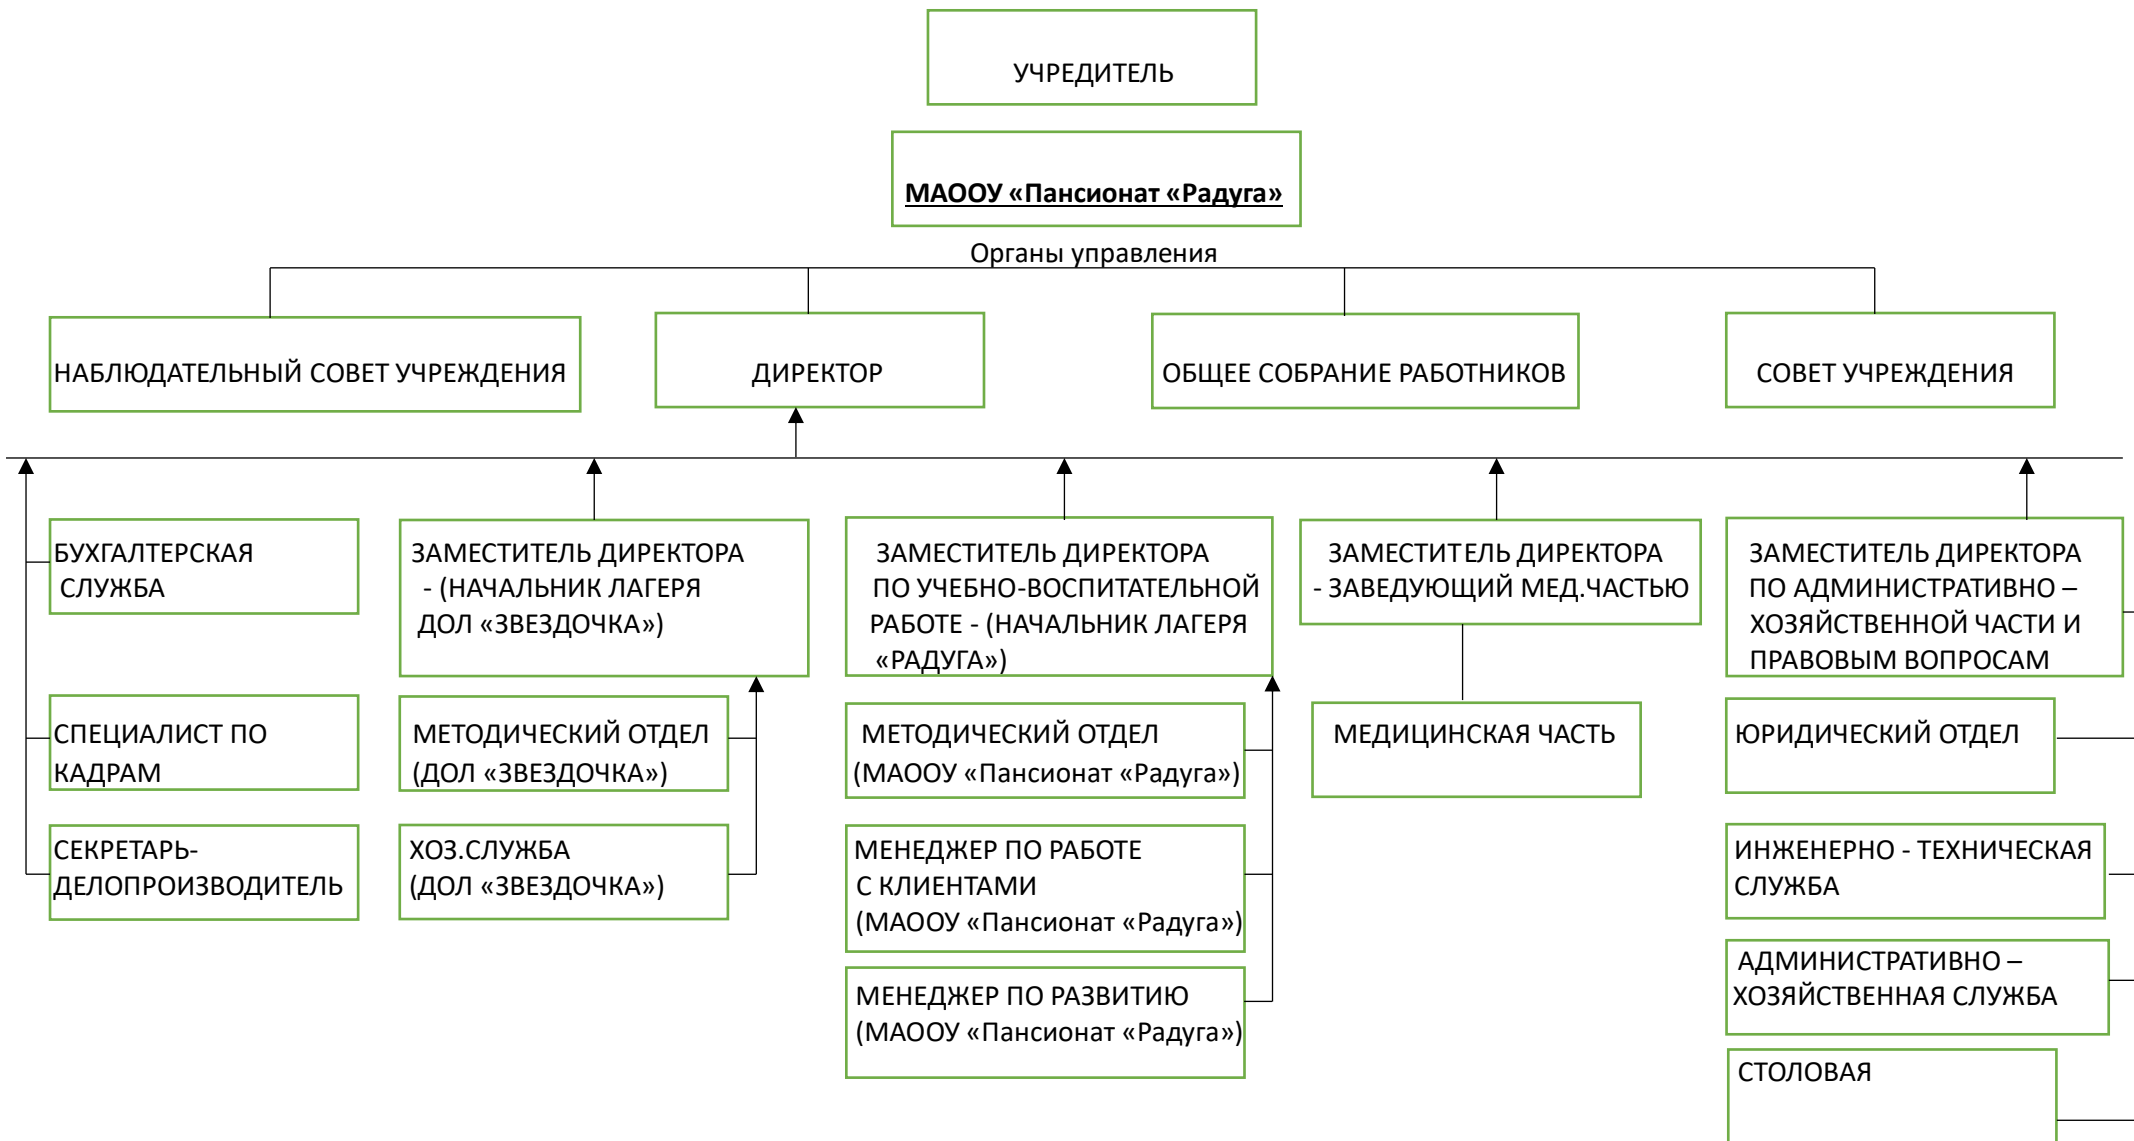 УЧРЕДИТЕЛЬ
МАООУ «Пансионат «Радуга»
Органы управления
НАБЛЮДАТЕЛЬНЫЙ СОВЕТ УЧРЕЖДЕНИЯ
ДИРЕКТОР
ОБЩЕЕ СОБРАНИЕ РАБОТНИКОВ
СОВЕТ УЧРЕЖДЕНИЯ
БУХГАЛТЕРСКАЯ
СЛУЖБА
СПЕЦИАЛИСТ ПО
КАДРАМ
СЕКРЕТАРЬ-
ДЕЛОПРОИЗВОДИТЕЛЬ
ЗАМЕСТИТЕЛЬ ДИРЕКТОРА
- (НАЧАЛЬНИК ЛАГЕРЯ
ДОЛ «ЗВЕЗДОЧКА»)
МЕТОДИЧЕСКИЙ ОТДЕЛ
(ДОЛ «ЗВЕЗДОЧКА»)
ХОЗ.СЛУЖБА
(ДОЛ «ЗВЕЗДОЧКА»)
ЗАМЕСТИТЕЛЬ ДИРЕКТОРА
ПО УЧЕБНО-ВОСПИТАТЕЛЬНОЙ
РАБОТЕ - (НАЧАЛЬНИК ЛАГЕРЯ
«РАДУГА»)
МЕТОДИЧЕСКИЙ ОТДЕЛ
(МАООУ «Пансионат «Радуга»)
МЕНЕДЖЕР ПО РАБОТЕ
С КЛИЕНТАМИ
(МАООУ «Пансионат «Радуга»)
МЕНЕДЖЕР ПО РАЗВИТИЮ
(МАООУ «Пансионат «Радуга»)
ЗАМЕСТИТЕЛЬ ДИРЕКТОРА
- ЗАВЕДУЮЩИЙ МЕД.ЧАСТЬЮ
МЕДИЦИНСКАЯ ЧАСТЬ
ЗАМЕСТИТЕЛЬ ДИРЕКТОРА
ПО АДМИНИСТРАТИВНО –
ХОЗЯЙСТВЕННОЙ ЧАСТИ И
ПРАВОВЫМ ВОПРОСАМ
ЮРИДИЧЕСКИЙ ОТДЕЛ
ИНЖЕНЕРНО - ТЕХНИЧЕСКАЯ
СЛУЖБА
АДМИНИСТРАТИВНО –
ХОЗЯЙСТВЕННАЯ СЛУЖБА
СТОЛОВАЯ